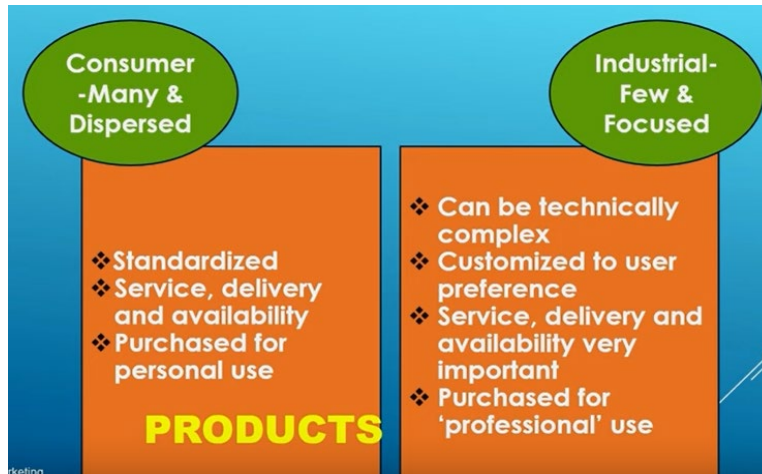 Consumer
-Many &
Dispersed
❖Standardized
❖Service, delivery
and availability
❖Purchased for
personal use
PRODUCTS
Industrial-
Few &
Focused
❖ Can be technically
complex
❖ Customized to user
preference
❖ Service, delivery and
availability very
important
❖ Purchased for
‘professional’ use